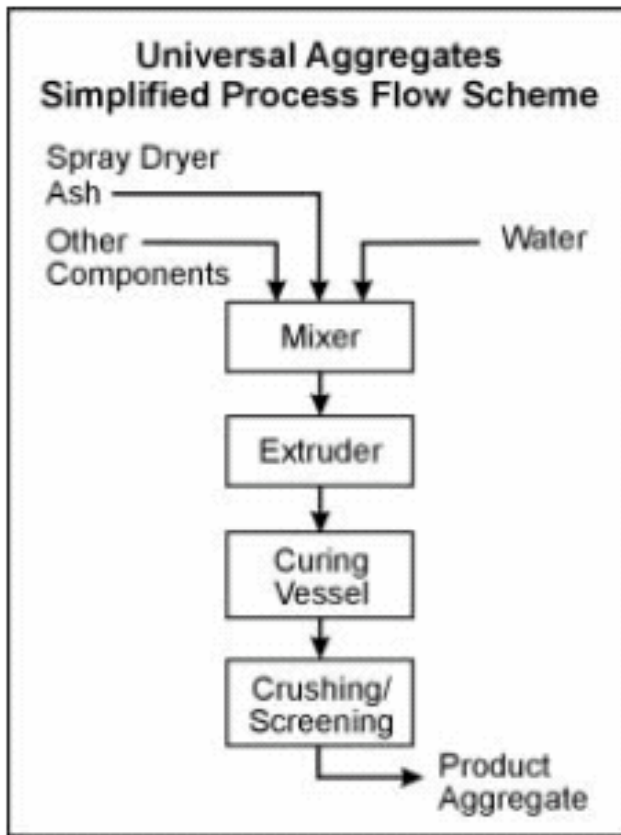 Universal Aggregates
Simplified Process Flow Scheme
Spray Dryer
Ash
Other
Components
Water
Mixer
Extruder
Curing
Vessel
Crushing/
Screening
Product
Aggregate